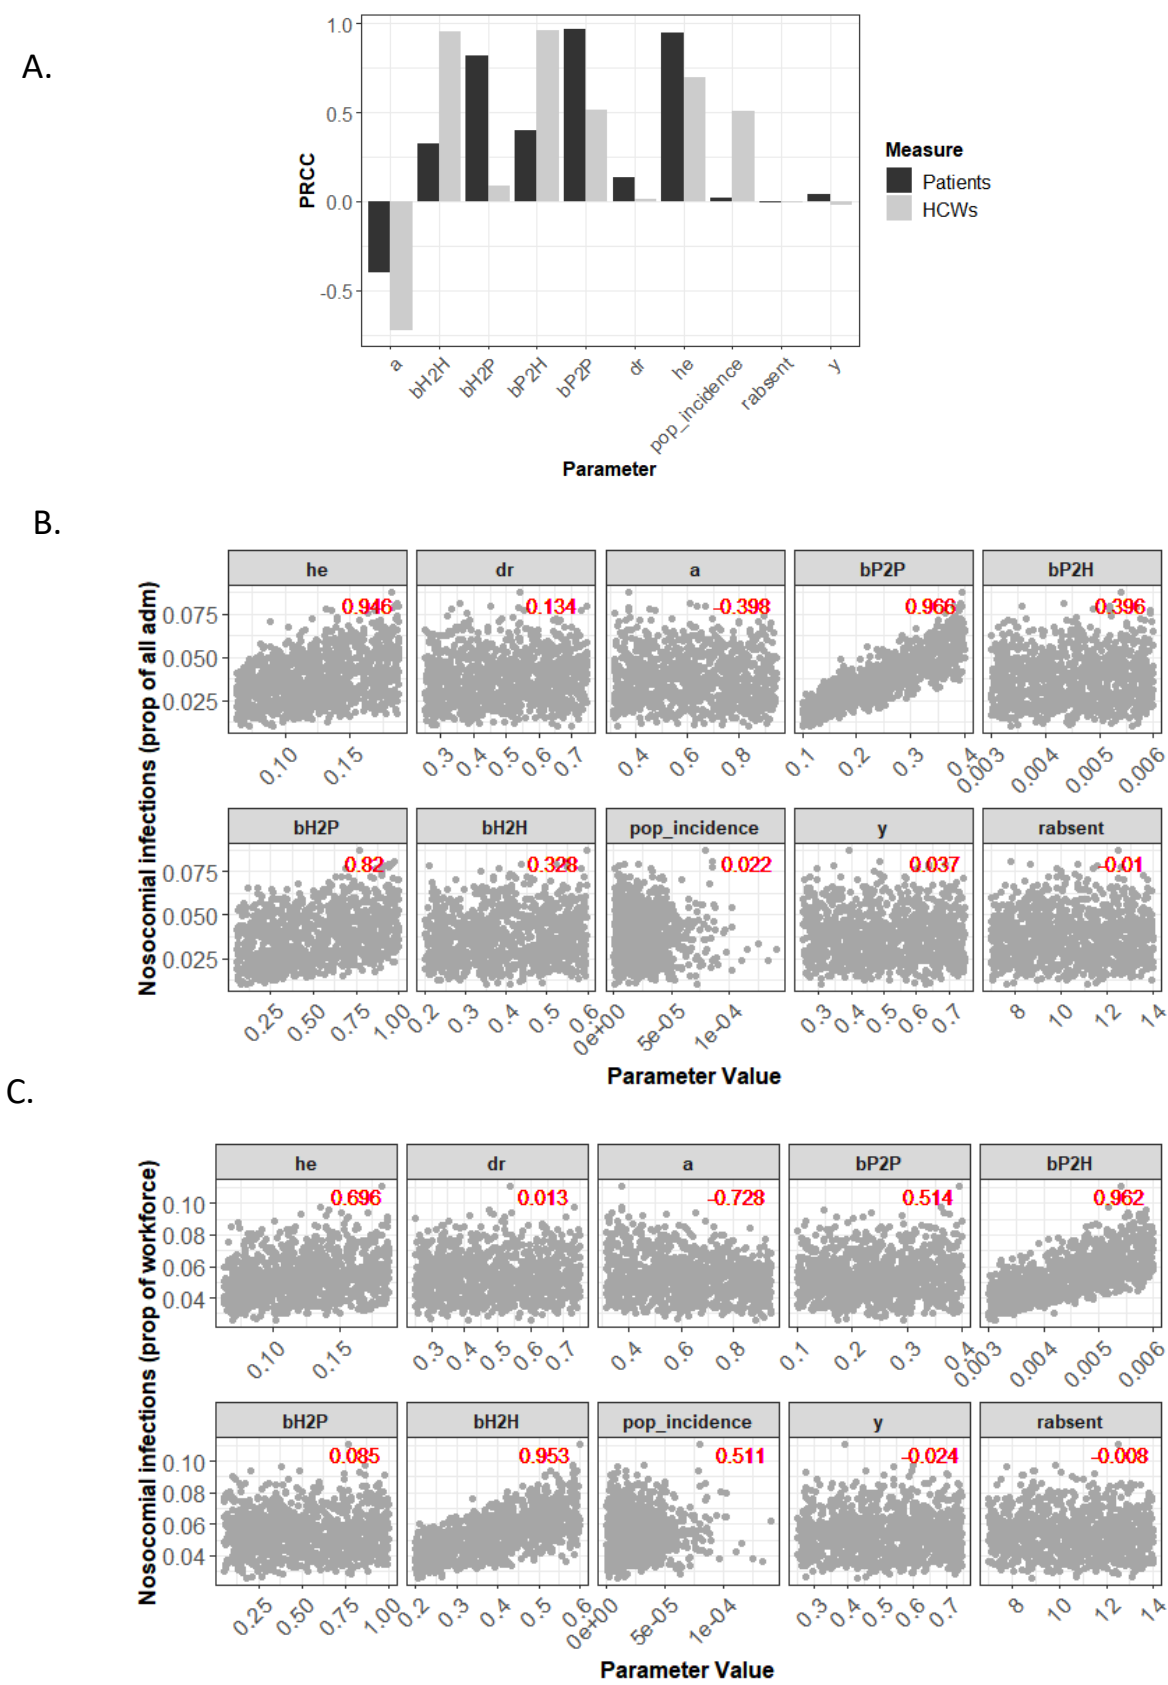 A.
1.0
0.5
0.0
-0.5
PRCC
a
bH2H
bH2P
bP2H
bP2P
dr
he
pop_incidence
rabsent
y
Parameter
Measure
Patients
HCWs
B.
Nosocomial infections (prop of all adm)
he dr a bP2P bP2H
0.946 0.134 -0.398 0.966 0.396
0.075
0.050
0.025
0.10 0.15 0.3 0.4 0.5 0.6 0.7 0.4 0.6 0.8 0.1 0.2 0.3 0.4 0.003 0.004 0.005 0.006
bH2P bH2H pop_incidence y rabsent
0.82 0.328 0.022 0.037 -0.01
0.075
0.050
0.025
0.25 0.50 0.75 1.00 0.2 0.3 0.4 0.5 0.6 0e+00 5e-05 1e-04 0.3 0.4 0.5 0.6 0.7 8 10 12 14
Parameter Value
C.
Nosocomial infections (prop of workforce)
he dr a bP2P bP2H
0.696 0.013 -0.728 0.514 0.962
0.10
0.08
0.06
0.04
0.10 0.15 0.3 0.4 0.5 0.6 0.7 0.4 0.6 0.8 0.1 0.2 0.3 0.4 0.003 0.004 0.005 0.006
bH2P bH2H pop_incidence y rabsent
0.085 0.953 0.511 -0.024 -0.008
0.10
0.08
0.06
0.04
0.25 0.50 0.75 1.00 0.2 0.3 0.4 0.5 0.6 0e+00 5e-05 1e-04 0.3 0.4 0.5 0.6 0.7 8 10 12 14
Parameter Value